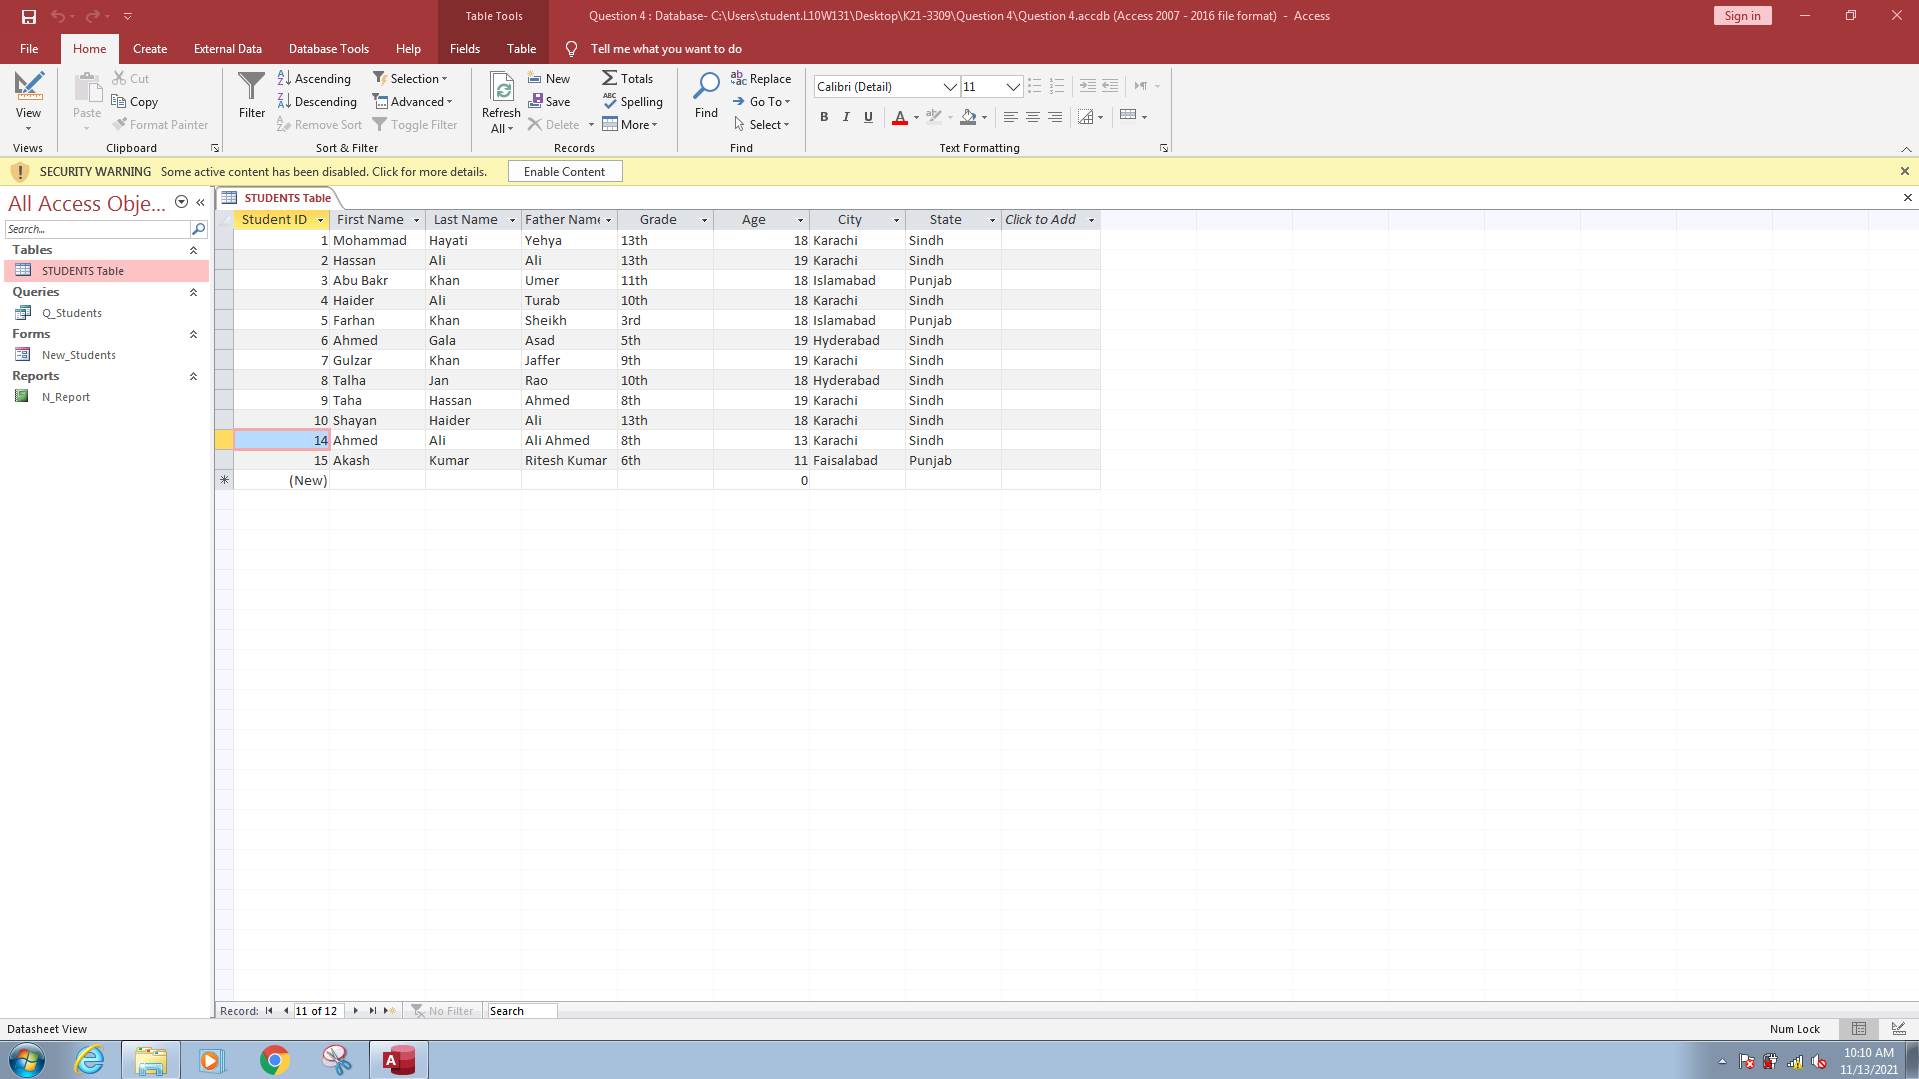 Table Tools
Question 4 : Database- C:\Users\student.L10W131\Desktop\K21-3309\Question 4\Question 4.accdb (Access 2007 - 2016 file format) - Access
Sign in
File Home Create External Data Database Tools Help Fields Table Tell me what you want to do
View
Views
Paste
Cut
Copy
Format Painter
Clipboard
Filter
Ascending
Descending
Remove Sort
Selection
Advanced
Toggle Filter
Sort & Filter
Refresh
All
New
Save
Delete
Totals
Spelling
More
Records
Find
Replace
Go To
Select
Find
Calibri (Detail) 11
B I U A
Text Formatting
SECURITY WARNING Some active content has been disabled. Click for more details. Enable Content
All Access Obje...
Search...
Tables
STUDENTS Table
Queries
Q_Students
Forms
New_Students
Reports
N_Report
STUDENTS Table
Student ID First Name Last Name Father Name Grade Age City State Click to Add
1 Mohammad Hayati Yehya 13th 18 Karachi Sindh
2 Hassan Ali Ali 13th 19 Karachi Sindh
3 Abu Bakr Khan Umer 11th 18 Islamabad Punjab
4 Haider Ali Turab 10th 18 Karachi Sindh
5 Farhan Khan Sheikh 3rd 18 Islamabad Punjab
6 Ahmed Gala Asad 5th 19 Hyderabad Sindh
7 Gulzar Khan Jaffer 9th 19 Karachi Sindh
8 Talha Jan Rao 10th 18 Hyderabad Sindh
9 Taha Hassan Ahmed 8th 19 Karachi Sindh
10 Shayan Haider Ali 13th 18 Karachi Sindh
14 Ahmed Ali Ali Ahmed 8th 13 Karachi Sindh
15 Akash Kumar Ritesh Kumar 6th 11 Faisalabad Punjab
(New) 0
Record: 11 of 12 No Filter Search
Datasheet View Num Lock
10:10 AM
11/13/2021